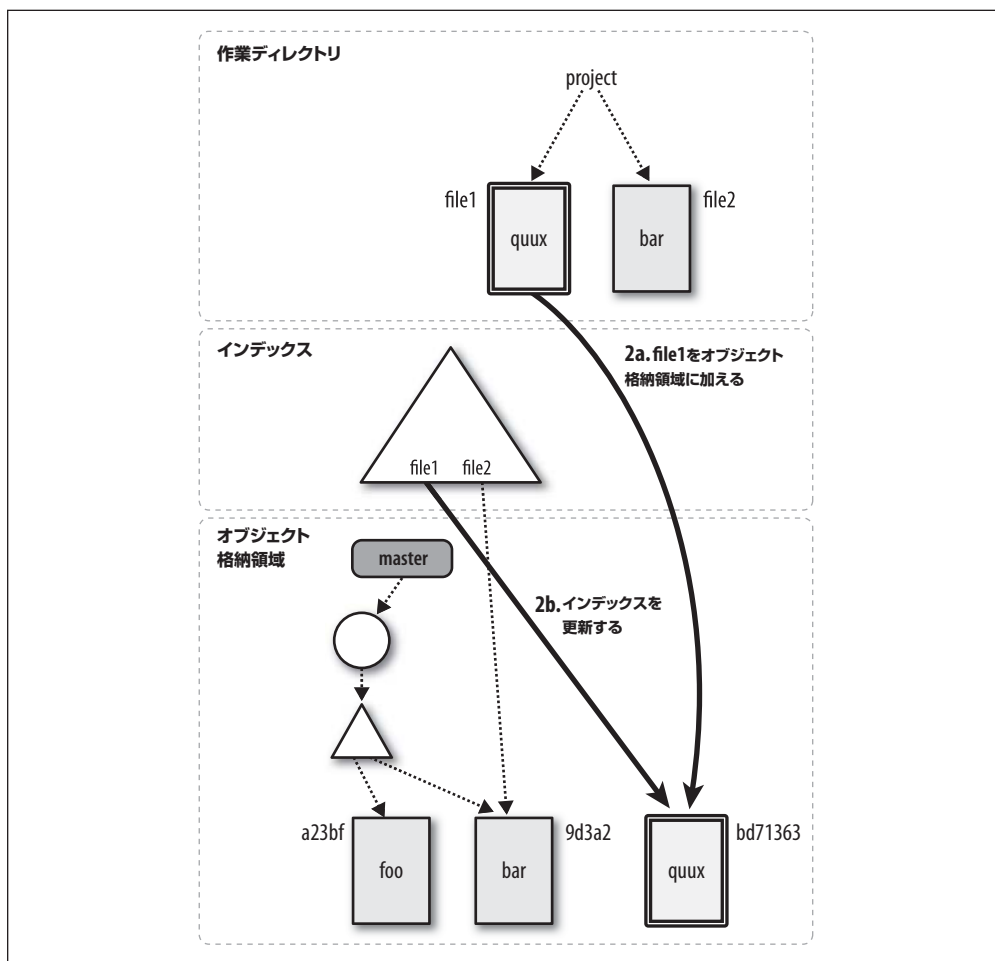 作業ディレクトリ
project
file1
file2
quux
bar
インデックス
2a. file1をオブジェクト
格納領域に加える
file1
file2
オブジェクト
格納領域
master
2b. インデックスを
更新する
a23bf
9d3a2
bd71363
foo
bar
quux